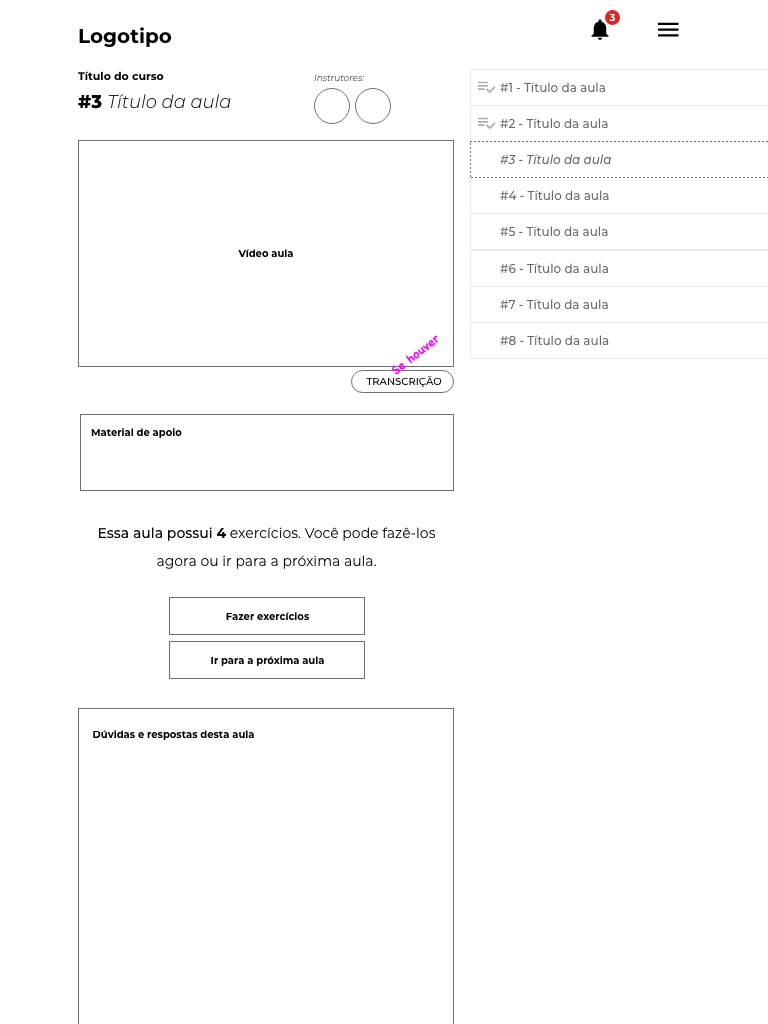 Logotipo
3
Título do curso
#3 Título da aula
Instrutores:
Vídeo aula
Se houver
TRANSCRIÇÃO
Material de apoio
Essa aula possui 4 exercícios. Você pode fazê-los
agora ou ir para a próxima aula.
Fazer exercícios
Ir para a próxima aula
Dúvidas e respostas desta aula
#1 - Título da aula
#2 - Título da aula
#3 - Título da aula
#4 - Título da aula
#5 - Título da aula
#6 - Título da aula
#7 - Título da aula
#8 - Título da aula